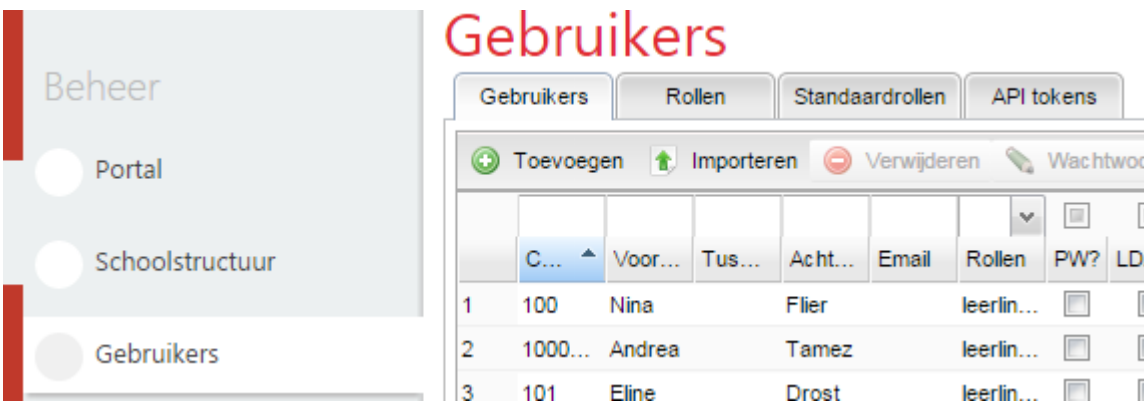 Gebruikers
Beheer
Portal
Schoolstructuur
Gebruikers
Gebruikers Rollen Standaardrollen API tokens
Toevoegen Importeren Verwijderen
C... Voor... Tus... Acht... Email Rollen PW?
1 100 Nina Flier leerlin...
2 1000... Andrea Tamez leerlin...
3 101 Eline Drost leerlin...